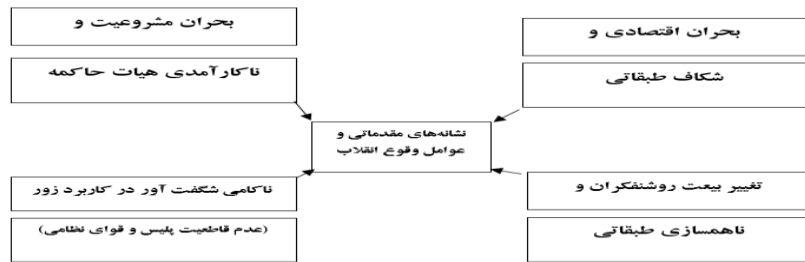 بحران اقتصادی و
شکاف طبقاتی
بحران مشروعیت و
ناکارآمدی هیات حاکمه
نشانه‌های مقدماتی و
عوامل وقوع انقلاب
تغییر بیعت روشنفکران و
ناهمسازی طبقاتی
ناکامی شگفت آور در کاربرد زور
(عدم قاطعیت پلیس و قوای نظامی)